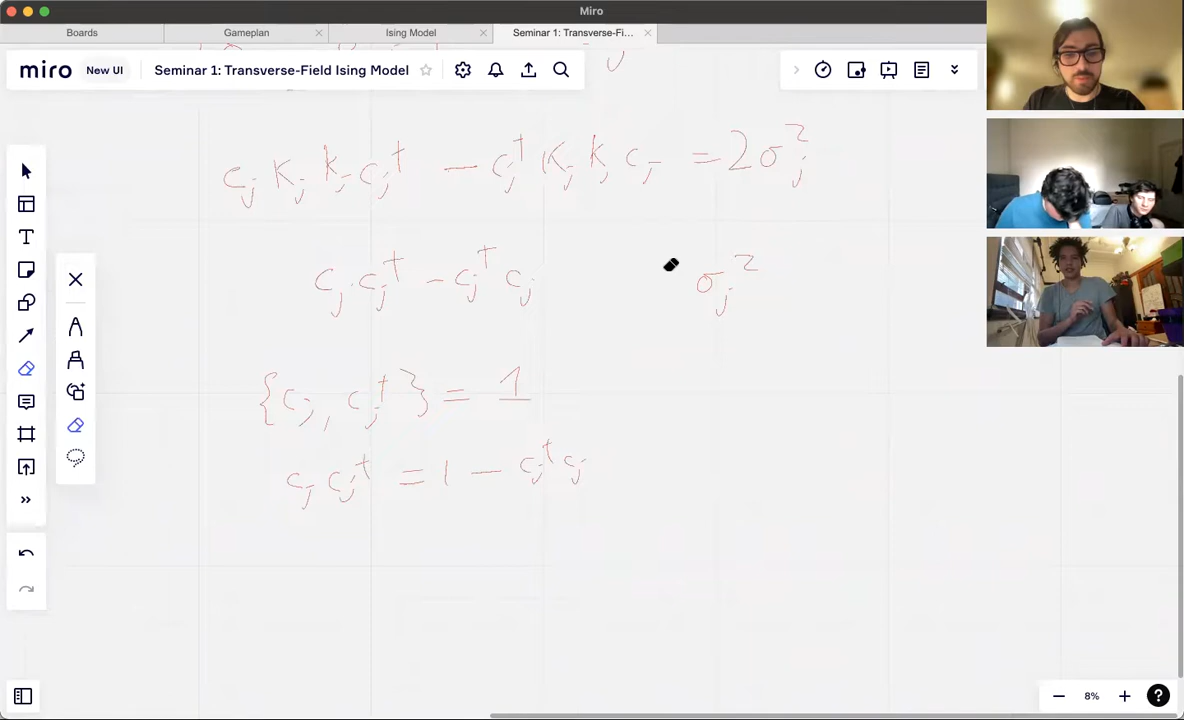 Miro
Boards Gameplan Ising Model Seminar 1: Transverse-Fi...
miro New UI Seminar 1: Transverse-Field Ising Model
c_j K_j K_j c_j^† − c_j^† K_j K_j c_j = 2σ_j^z
c_j c_j^† − c_j^† c_j σ_j^z
{c_j, c_j^†} = 1
c_j c_j^† = 1 − c_j^† c_j
8%